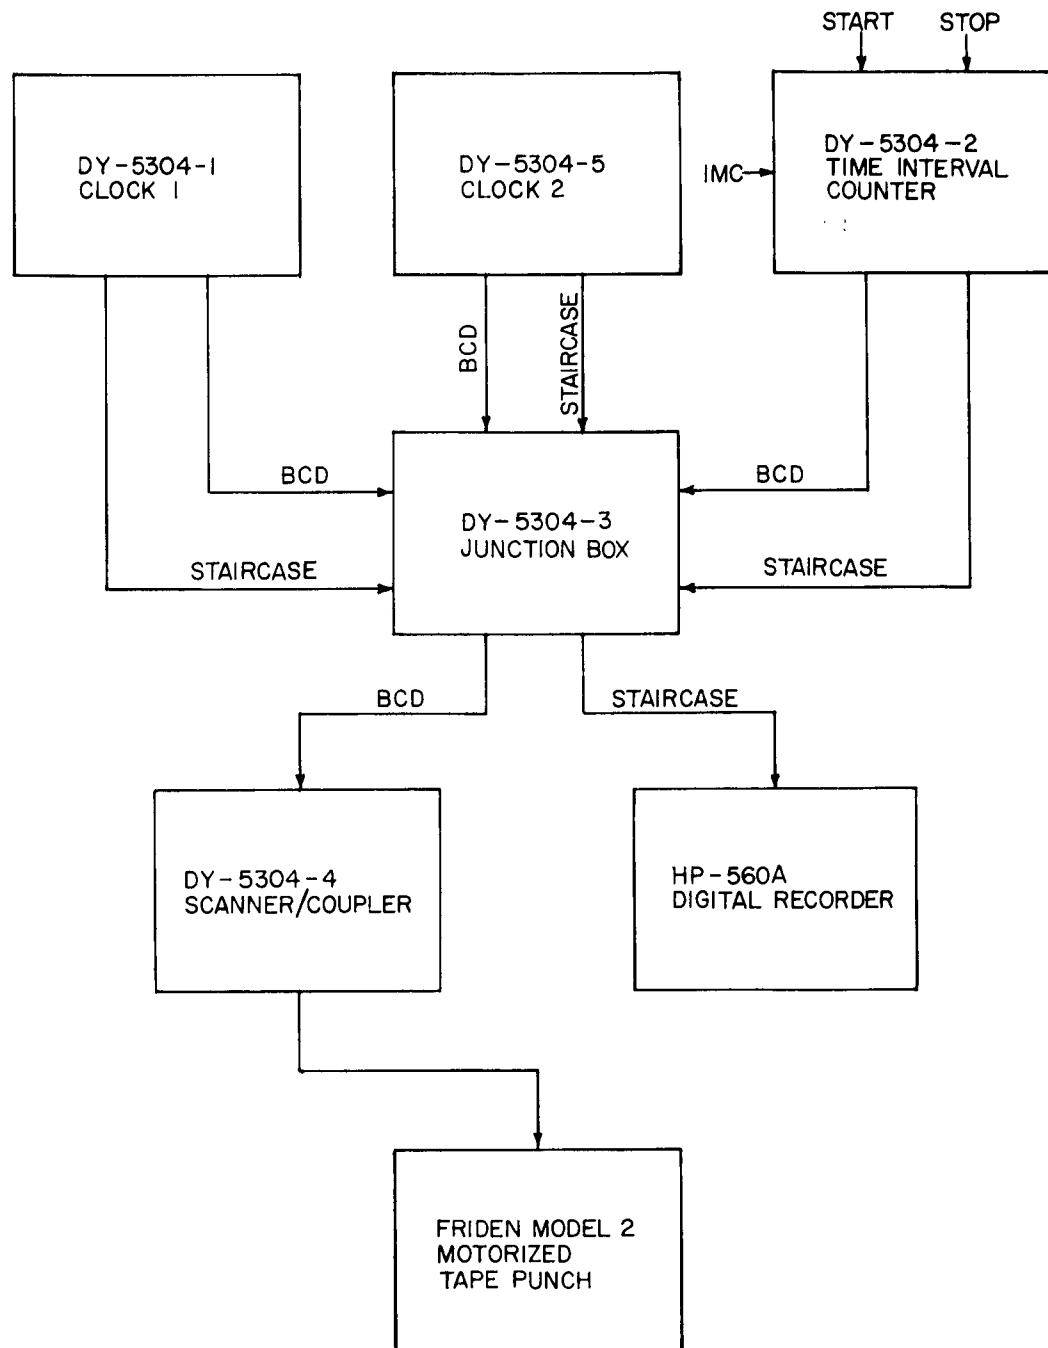 START
STOP
DY-5304-1
CLOCK 1
DY-5304-5
CLOCK 2
IMC
DY-5304-2
TIME INTERVAL
COUNTER
BCD
STAIRCASE
BCD
STAIRCASE
BCD
STAIRCASE
DY-5304-3
JUNCTION BOX
BCD
STAIRCASE
DY-5304-4
SCANNER/COUPLER
HP-560A
DIGITAL RECORDER
FRIDEN MODEL 2
MOTORIZED
TAPE PUNCH